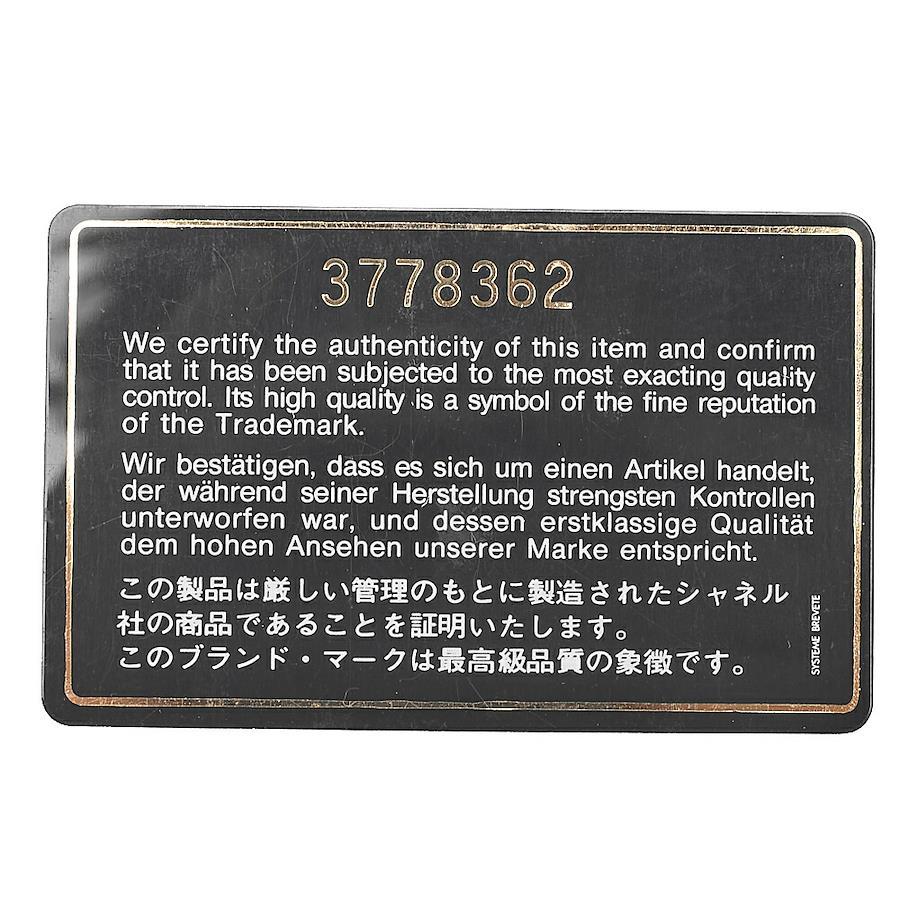 3778362
We certify the authenticity of this item and confirm
that it has been subjected to the most exacting quality
control. Its high quality is a symbol of the fine reputation
of the Trademark.
Wir bestätigen, dass es sich um einen Artikel handelt,
der während seiner Herstellung strengsten Kontrollen
unterworfen war, und dessen erstklassige Qualität
dem hohen Ansehen unserer Marke entspricht.
この製品は厳しい管理のもとに製造されたシャネル
社の商品であることを証明いたします。
このブランド・マークは最高級品質の象徴です。
SYSTEME BREVETE